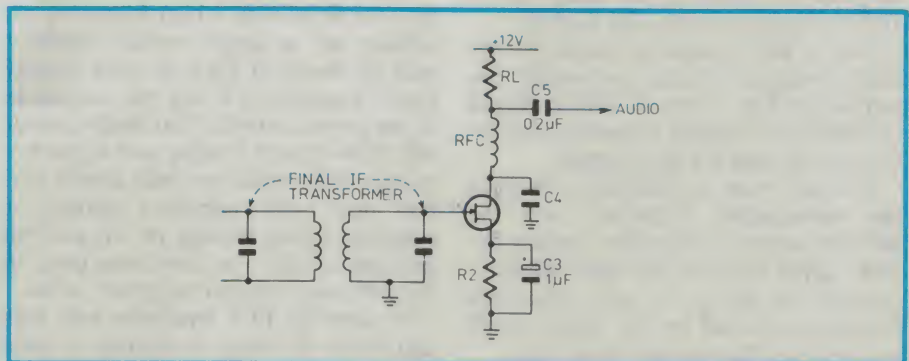 +12V
RL
C5
0.2µF
AUDIO
RFC
FINAL IF
TRANSFORMER
C4
R2
C3
1µF